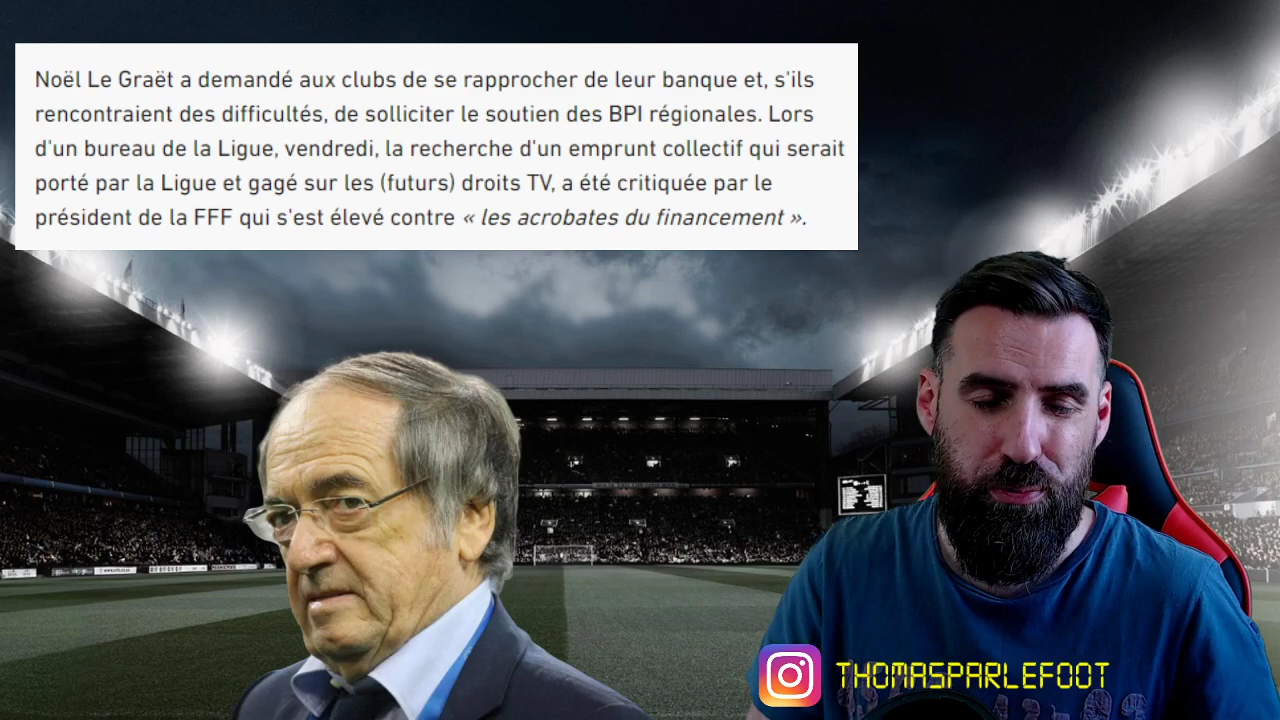 Noël Le Graët a demandé aux clubs de se rapprocher de leur banque et, s'ils
rencontraient des difficultés, de solliciter le soutien des BPI régionales. Lors
d'un bureau de la Ligue, vendredi, la recherche d'un emprunt collectif qui serait
porté par la Ligue et gagé sur les (futurs) droits TV, a été critiquée par le
président de la FFF qui s'est élevé contre « les acrobates du financement ».
THOMASPARLEFOOT